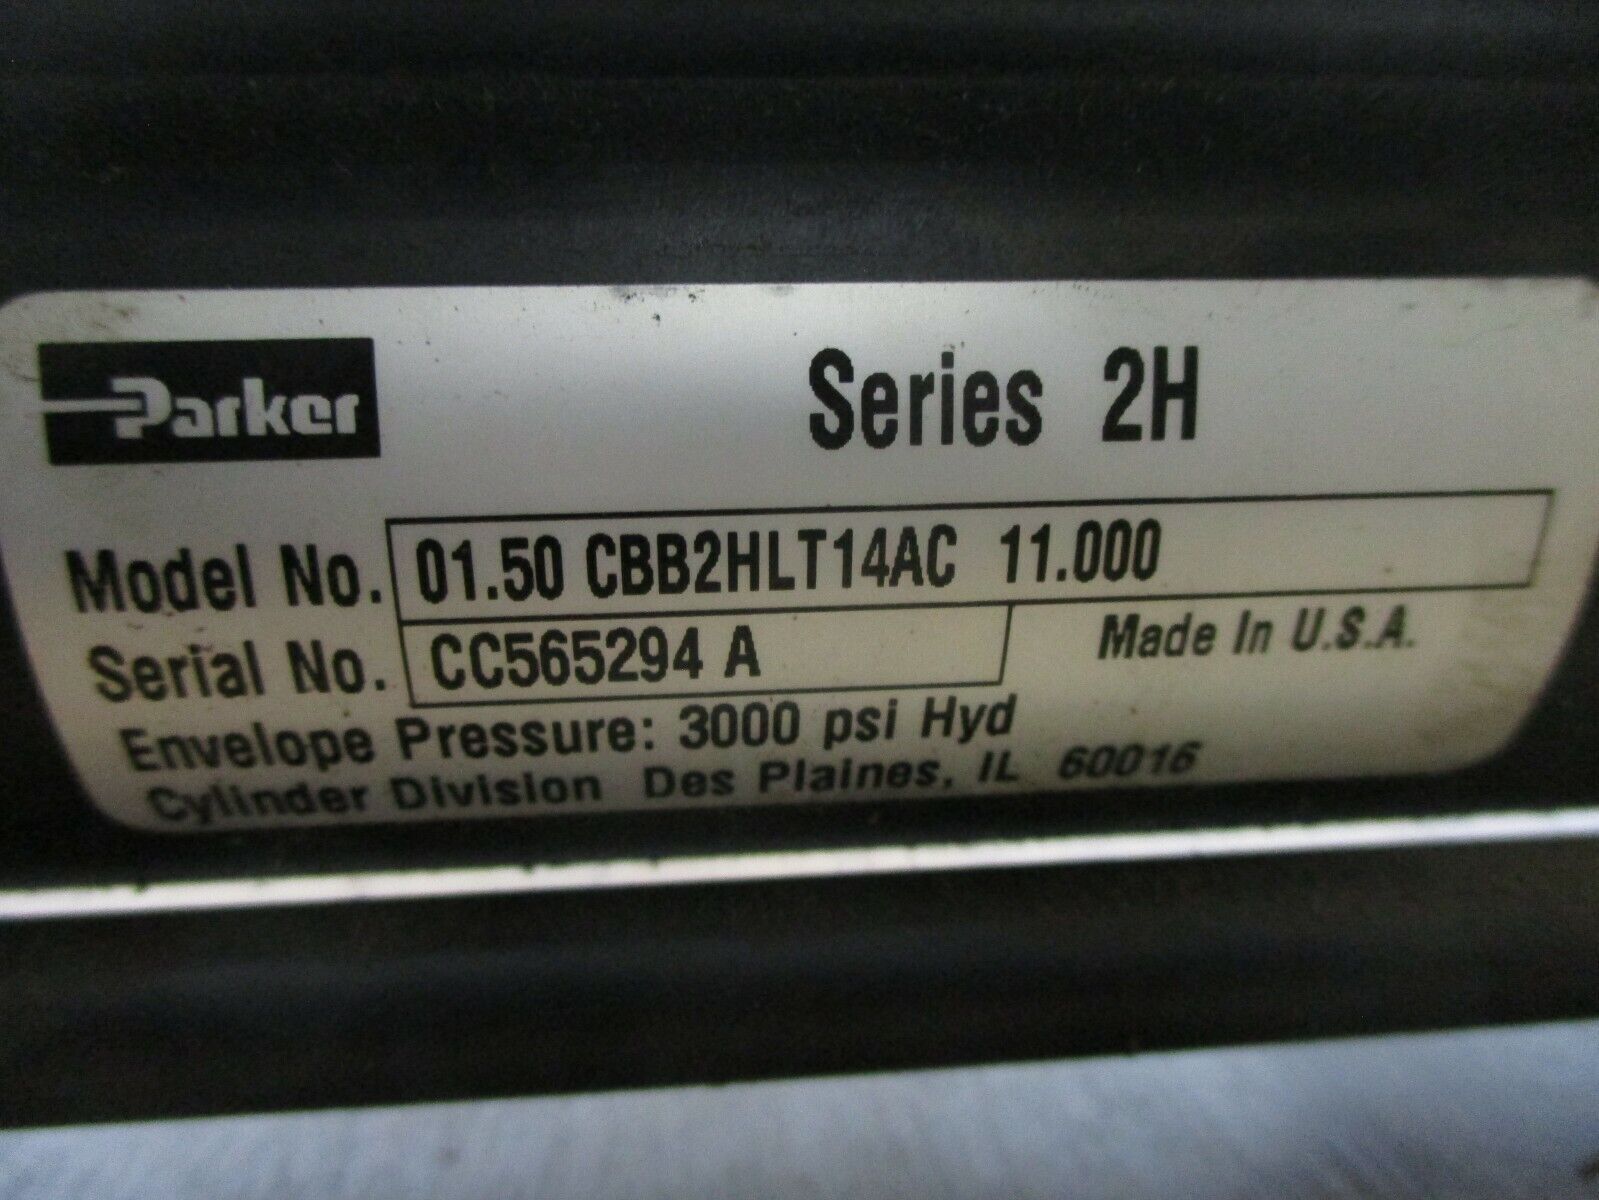 Parker
Series 2H
Model No. 01.50 CBB2HLT14AC 11.000
Serial No. CC565294 A
Made In U.S.A.
Envelope Pressure: 3000 psi Hyd
Cylinder Division Des Plaines, IL 60016